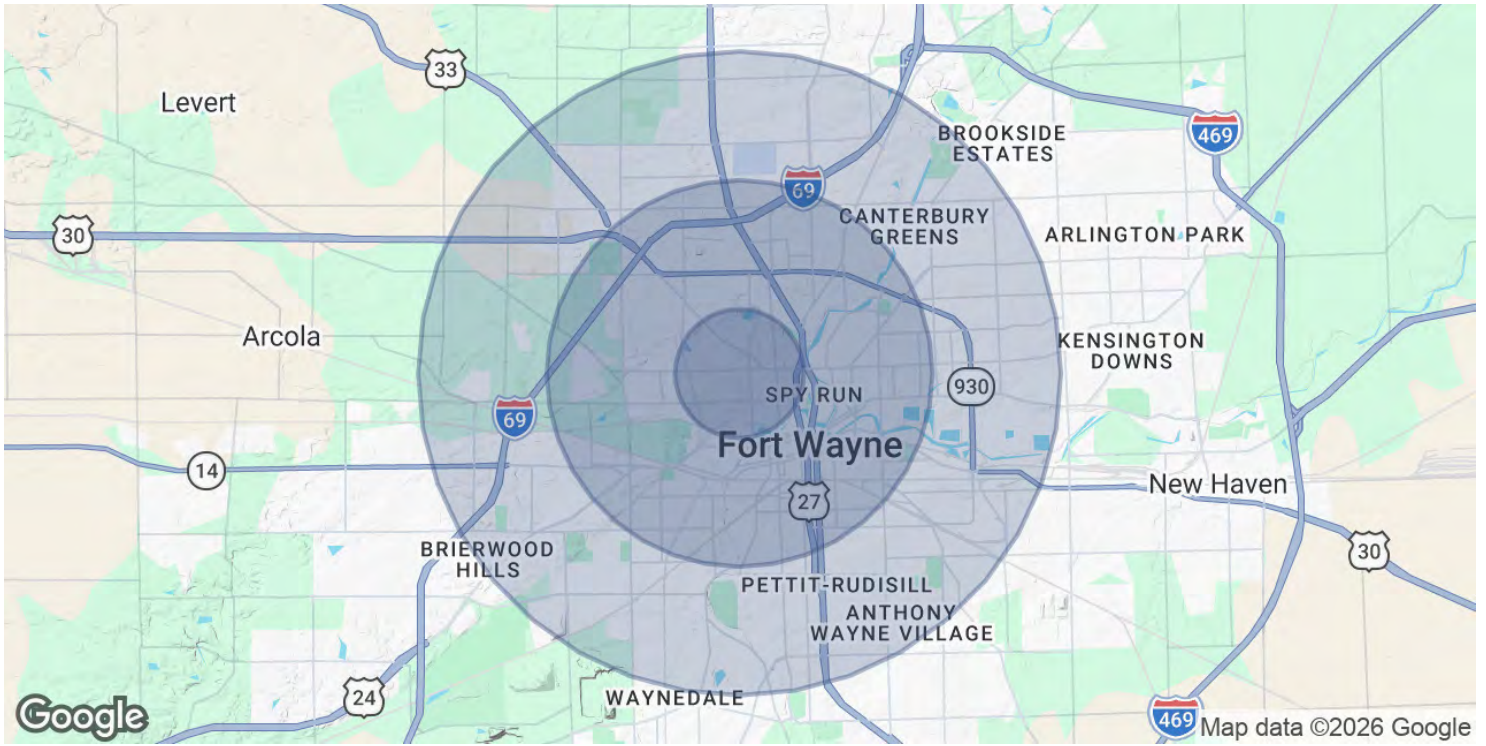 33
Levert
BROOKSIDE
ESTATES
469
69
30
CANTERBURY
GREENS
ARLINGTON PARK
Arcola
KENSINGTON
DOWNS
SPY RUN
930
69
Fort Wayne
14
New Haven
27
BRIERWOOD
HILLS
30
PETTIT-RUDISILL
ANTHONY
WAYNE VILLAGE
24
WAYNEDALE
469
Google
Map data ©2026 Google